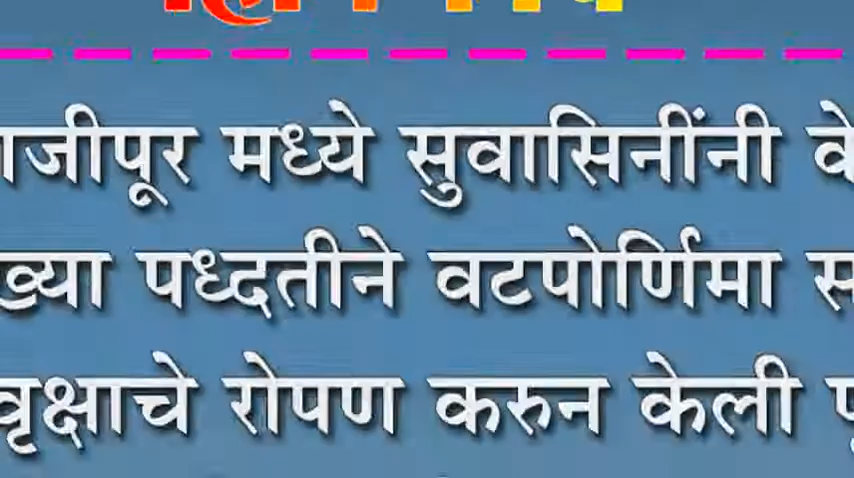 मध्ये सुवासिनींनी
पध्दतीने वटपोर्णिमा
वृक्षाचे रोपण करुन केली